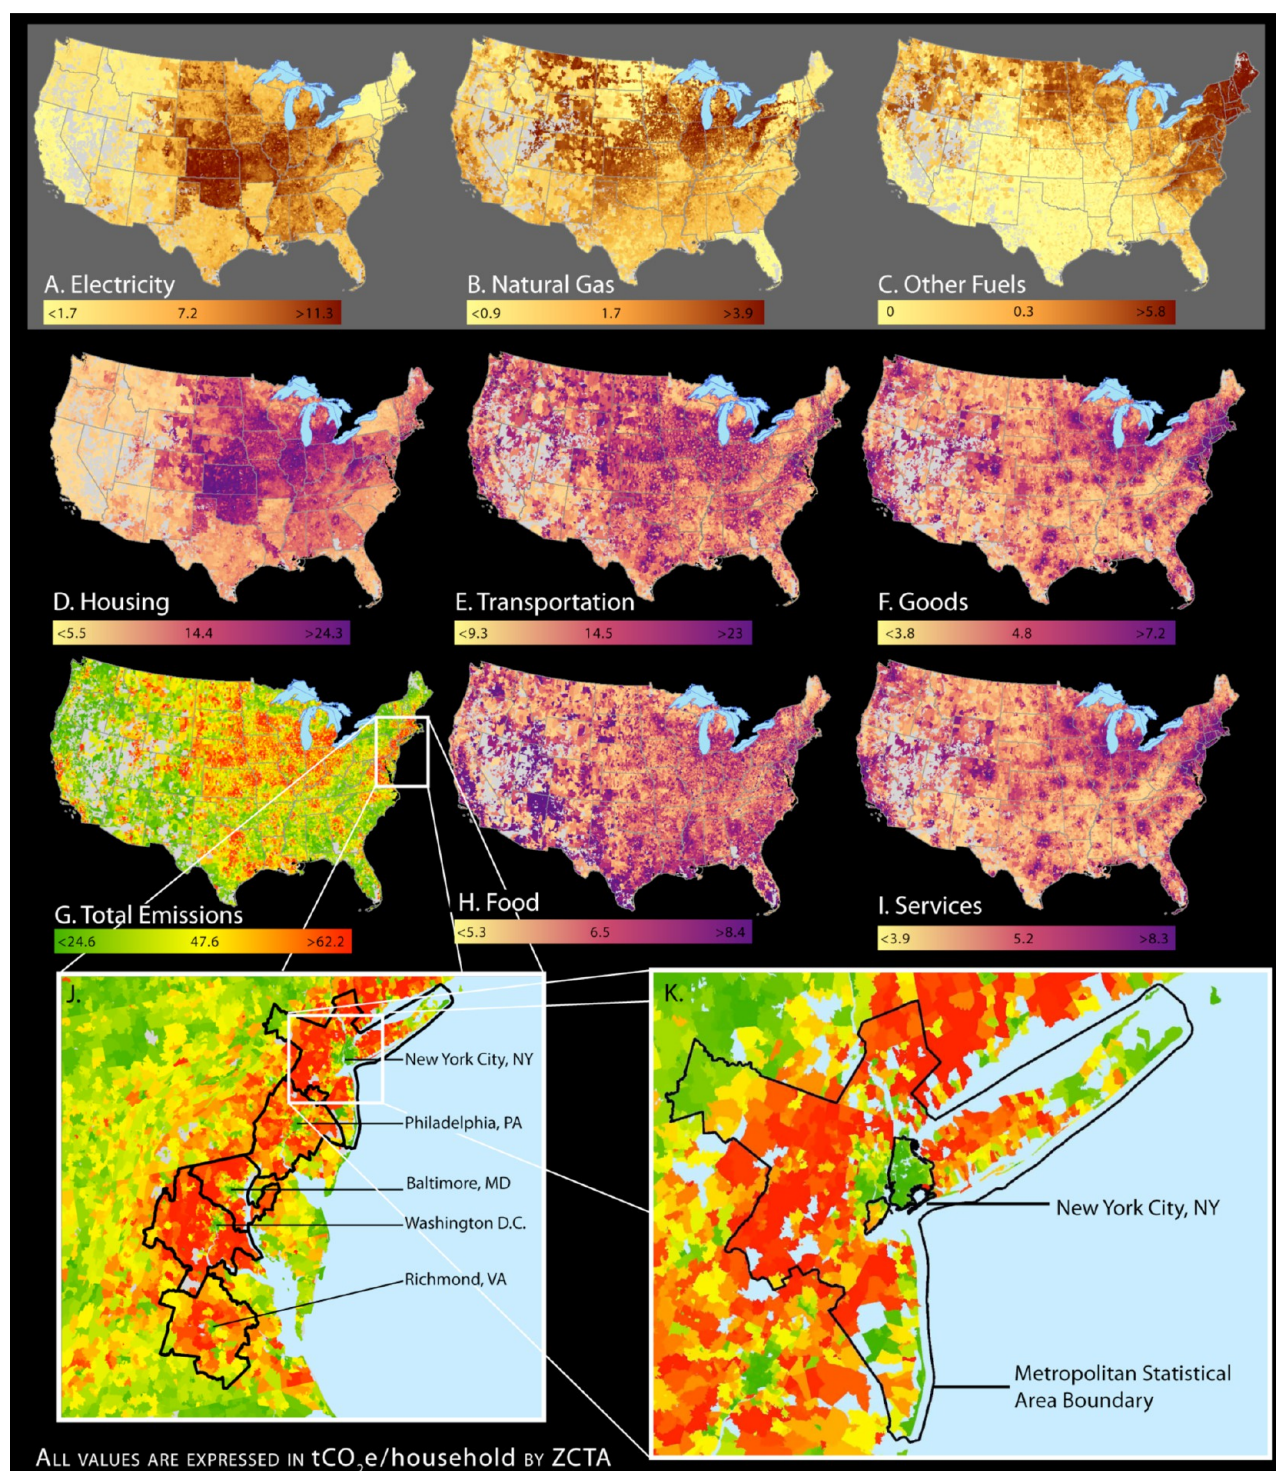 A. Electricity
<1.7 7.2 >11.3
B. Natural Gas
<0.9 1.7 >3.9
C. Other Fuels
0 0.3 >5.8
D. Housing
<5.5 14.4 >24.3
E. Transportation
<9.3 14.5 >23
F. Goods
<3.8 4.8 >7.2
G. Total Emissions
<24.6 47.6 >62.2
H. Food
<5.3 6.5 >8.4
I. Services
<3.9 5.2 >8.3
J.
New York City, NY
Philadelphia, PA
Baltimore, MD
Washington D.C.
Richmond, VA
K.
New York City, NY
Metropolitan Statistical
Area Boundary
ALL VALUES ARE EXPRESSED IN tCO₂e/household BY ZCTA